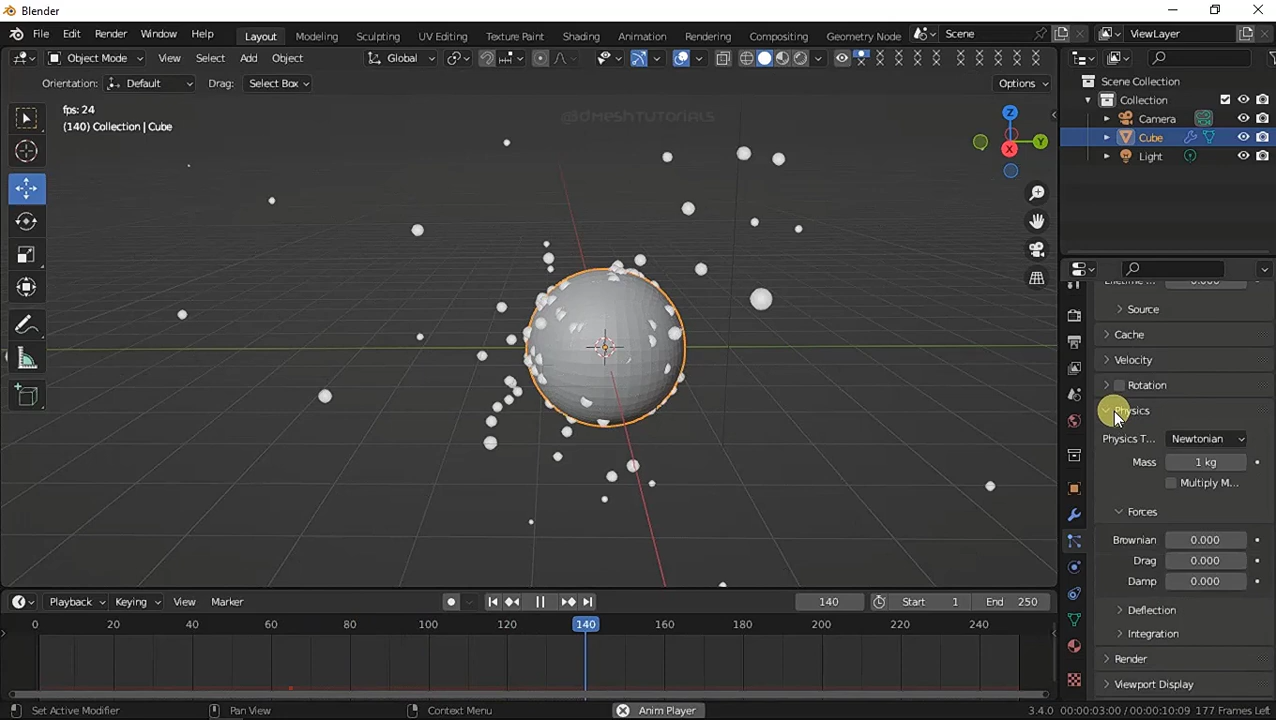 Blender
File Edit Render Window Help Layout Modeling Sculpting UV Editing Texture Paint Shading Animation Rendering Compositing Geometry Node Scene ViewLayer
Object Mode View Select Add Object Global
Orientation: Default Drag: Select Box Options
fps: 24
(140) Collection | Cube
@3DMESHTUTORIALS
Z
Y
X
Scene Collection
Collection
Camera
Cube
Light
0.000
Source
Cache
Velocity
Rotation
Physics
Physics T... Newtonian
Mass 1 kg
Multiply M...
Forces
Brownian 0.000
Drag 0.000
Damp 0.000
Deflection
Integration
Render
Viewport Display
Playback Keying View Marker 140 Start 1 End 250
0 20 40 60 80 100 120 140 160 180 200 220 240
Set Active Modifier Pan View Context Menu Anim Player 3.4.0 00:00:03:00 / 00:00:10:09 177 Frames Left